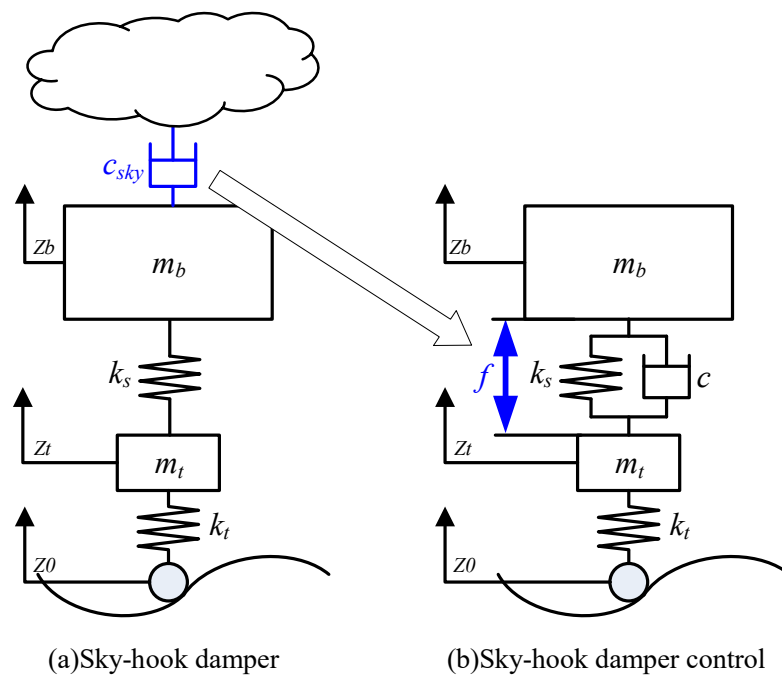 c_sky
Zb
m_b
Zb
m_b
k_s
f
k_s
c
Zt
m_t
Zt
m_t
k_t
k_t
Z0
Z0
(a)Sky-hook damper
(b)Sky-hook damper control